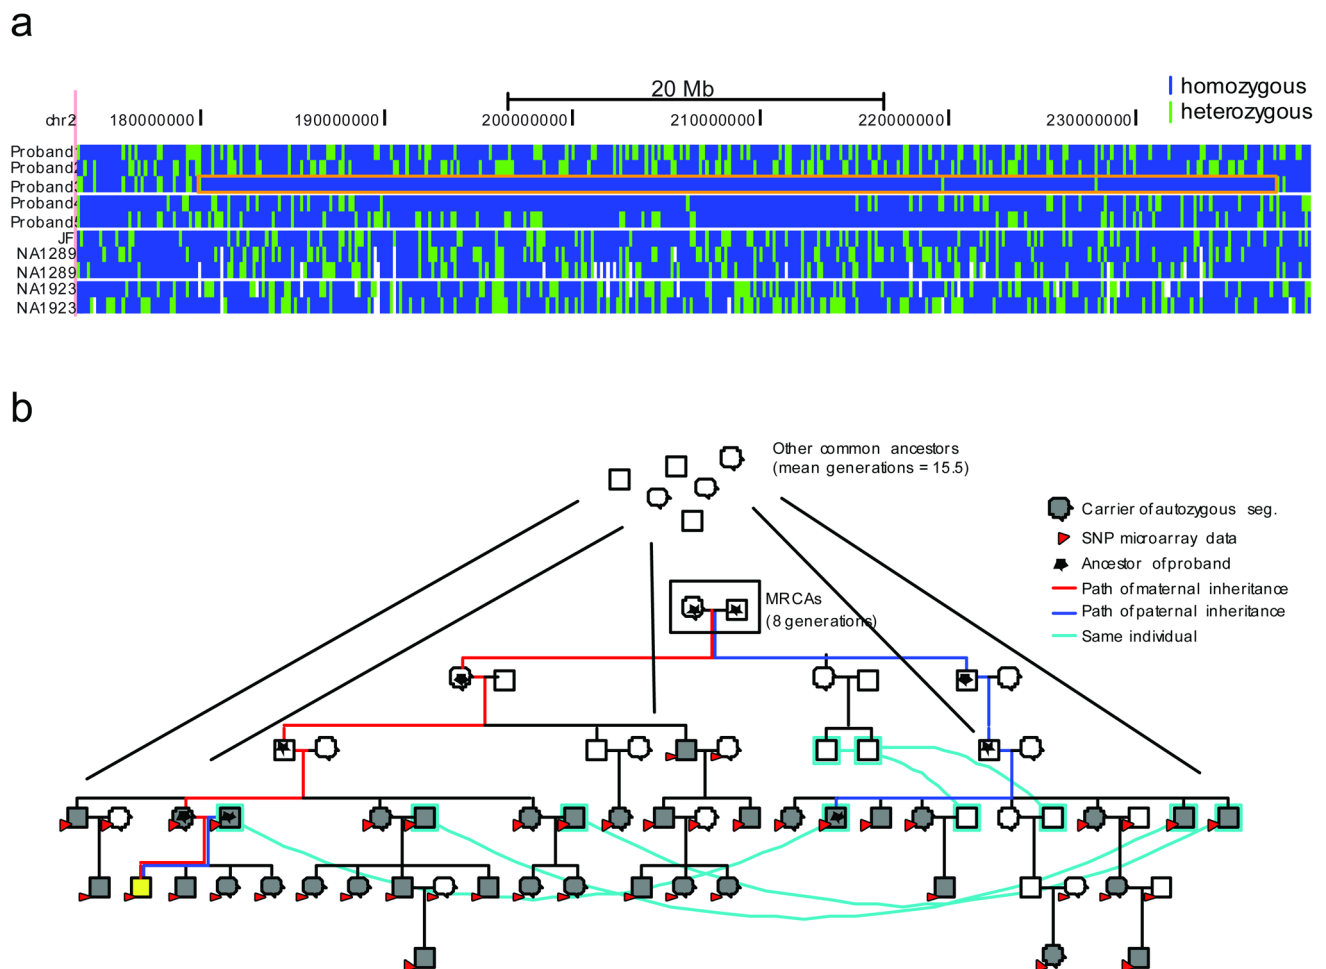 a
20 Mb
homozygous
heterozygous
chr2 180000000 190000000 200000000 210000000 220000000 230000000
Proband1
Proband2
Proband3
Proband4
Proband5
JF
NA1289
NA1289
NA1923
NA1923
b
Other common ancestors
(mean generations = 15.5)
Carrier of autozygous seg.
SNP microarray data
Ancestor of proband
Path of maternal inheritance
Path of paternal inheritance
Same individual
MRCAs
(8 generations)